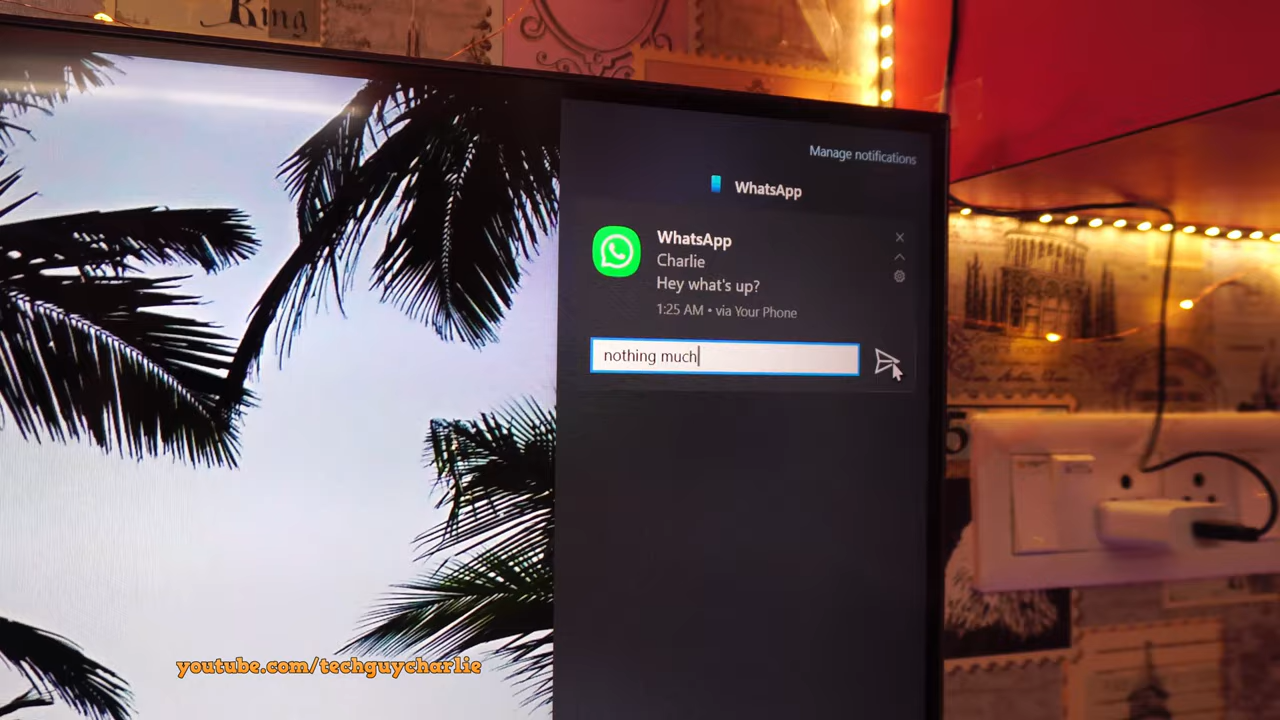 King
Manage notifications
WhatsApp
WhatsApp
Charlie
Hey what's up?
1:25 AM • via Your Phone
nothing much
youtube.com/techguycharlie